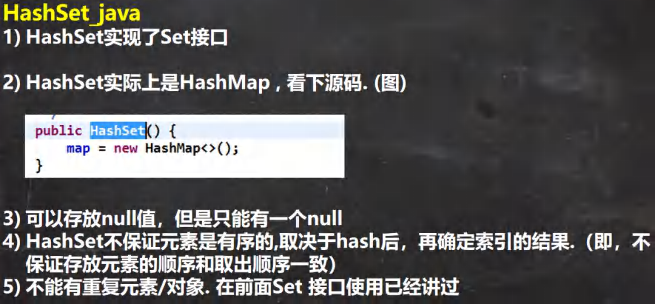 HashSet_java
1) HashSet实现了Set接口
2) HashSet实际上是HashMap , 看下源码. (图)
public HashSet() {
map = new HashMap<>();
}
3) 可以存放null值，但是只能有一个null
4) HashSet不保证元素是有序的,取决于hash后，再确定索引的结果.（即，不
保证存放元素的顺序和取出顺序一致）
5) 不能有重复元素/对象. 在前面Set 接口使用已经讲过